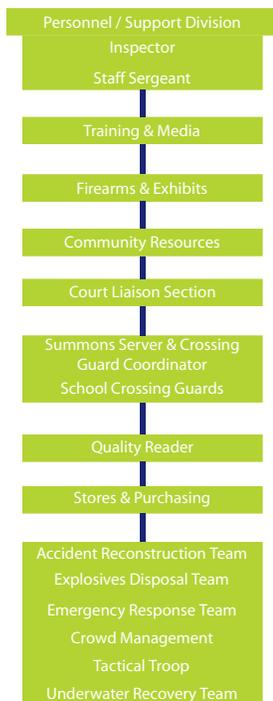 Personnel / Support Division
Inspector
Staff Sergeant
Training & Media
Firearms & Exhibits
Community Resources
Court Liaison Section
Summons Server & Crossing
Guard Coordinator
School Crossing Guards
Quality Reader
Stores & Purchasing
Accident Reconstruction Team
Explosives Disposal Team
Emergency Response Team
Crowd Management
Tactical Troop
Underwater Recovery Team